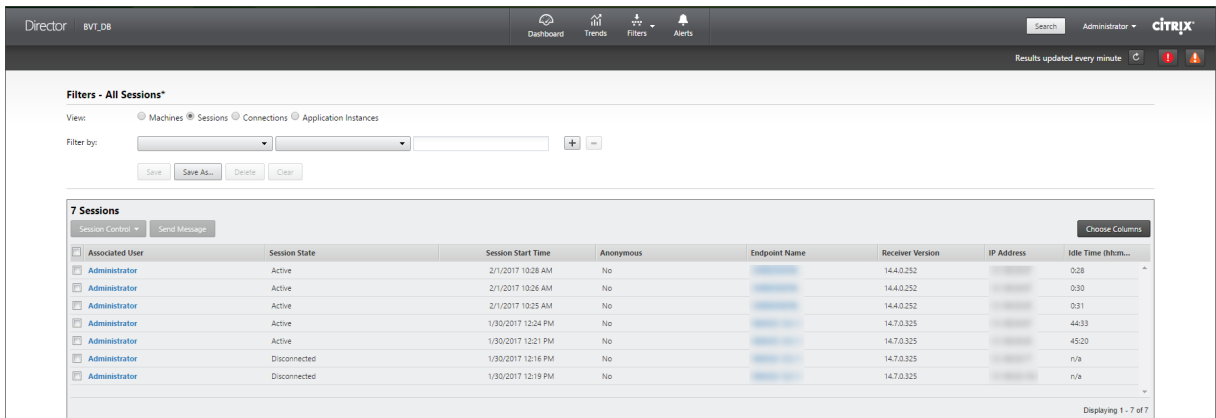 Director BVT_DB Dashboard Trends Filters Alerts Search Administrator CITRIX
Results updated every minute
Filters - All Sessions*
View: Machines Sessions Connections Application Instances
Filter by:
Save Save As... Delete Clear
7 Sessions
Session Control Send Message Choose Columns
Associated User Session State Session Start Time Anonymous Endpoint Name Receiver Version IP Address Idle Time (hh:m...
Administrator Active 2/1/2017 10:28 AM No 14.4.0.252 0:28
Administrator Active 2/1/2017 10:26 AM No 14.4.0.252 0:30
Administrator Active 2/1/2017 10:25 AM No 14.4.0.252 0:31
Administrator Active 1/30/2017 12:24 PM No 14.7.0.325 44:33
Administrator Active 1/30/2017 12:21 PM No 14.7.0.325 45:20
Administrator Disconnected 1/30/2017 12:16 PM No 14.7.0.325 n/a
Administrator Disconnected 1/30/2017 12:19 PM No 14.7.0.325 n/a
Displaying 1 - 7 of 7